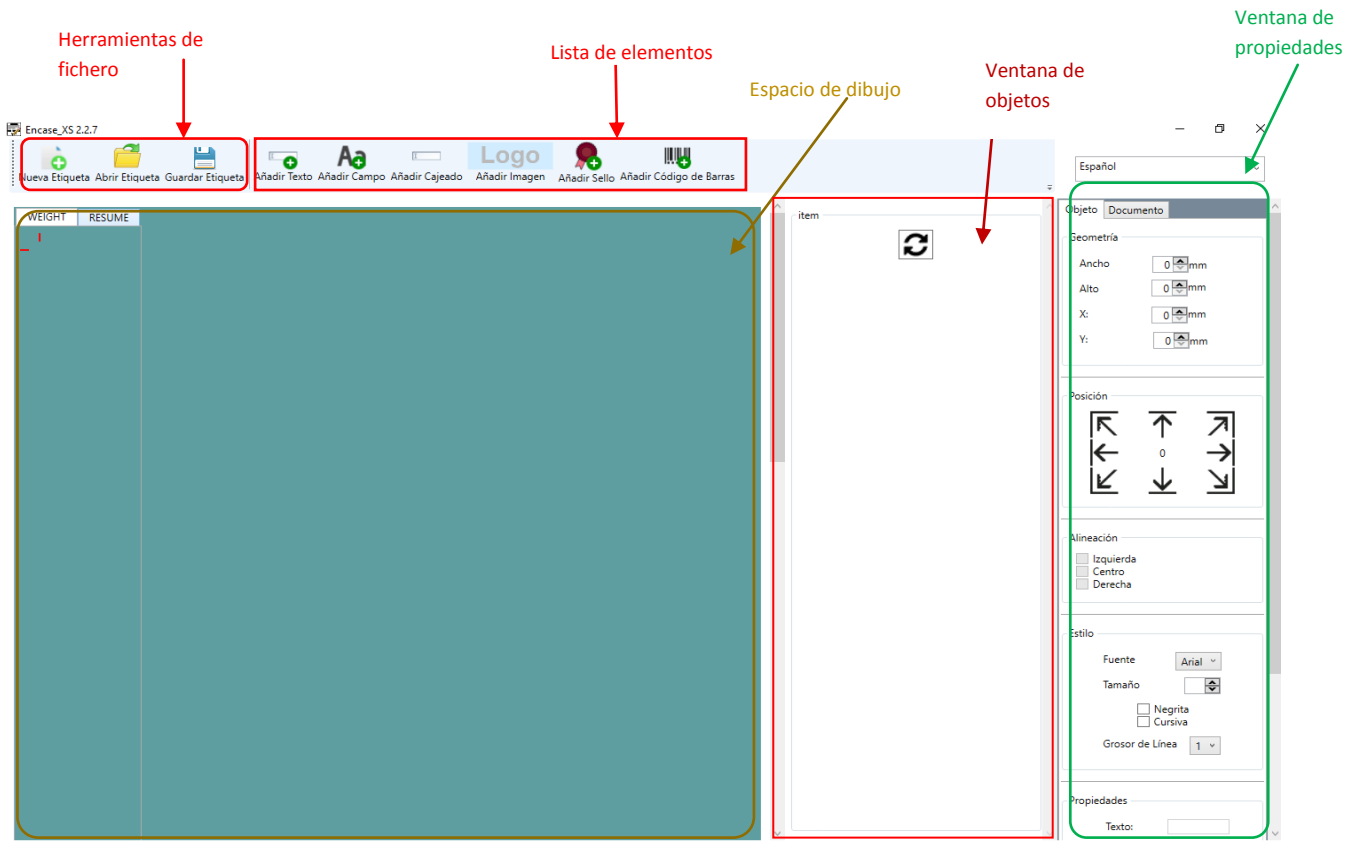 Ventana de
propiedades
Herramientas de
fichero
Lista de elementos
Ventana de
objetos
Espacio de dibujo
Encase_XS 2.2.7
Nueva Etiqueta Abrir Etiqueta Guardar Etiqueta
Aa
Logo
Añadir Texto Añadir Campo Añadir Cajeado Añadir Imagen Añadir Sello Añadir Código de Barras
Español
WEIGHT RESUME
item
Objeto Documento
Geometría
Ancho 0 mm
Alto 0 mm
X: 0 mm
Y: 0 mm
Posición
0
Alineación
Izquierda
Centro
Derecha
Estilo
Fuente Arial
Tamaño
Negrita
Cursiva
Grosor de Línea 1
Propiedades
Texto: